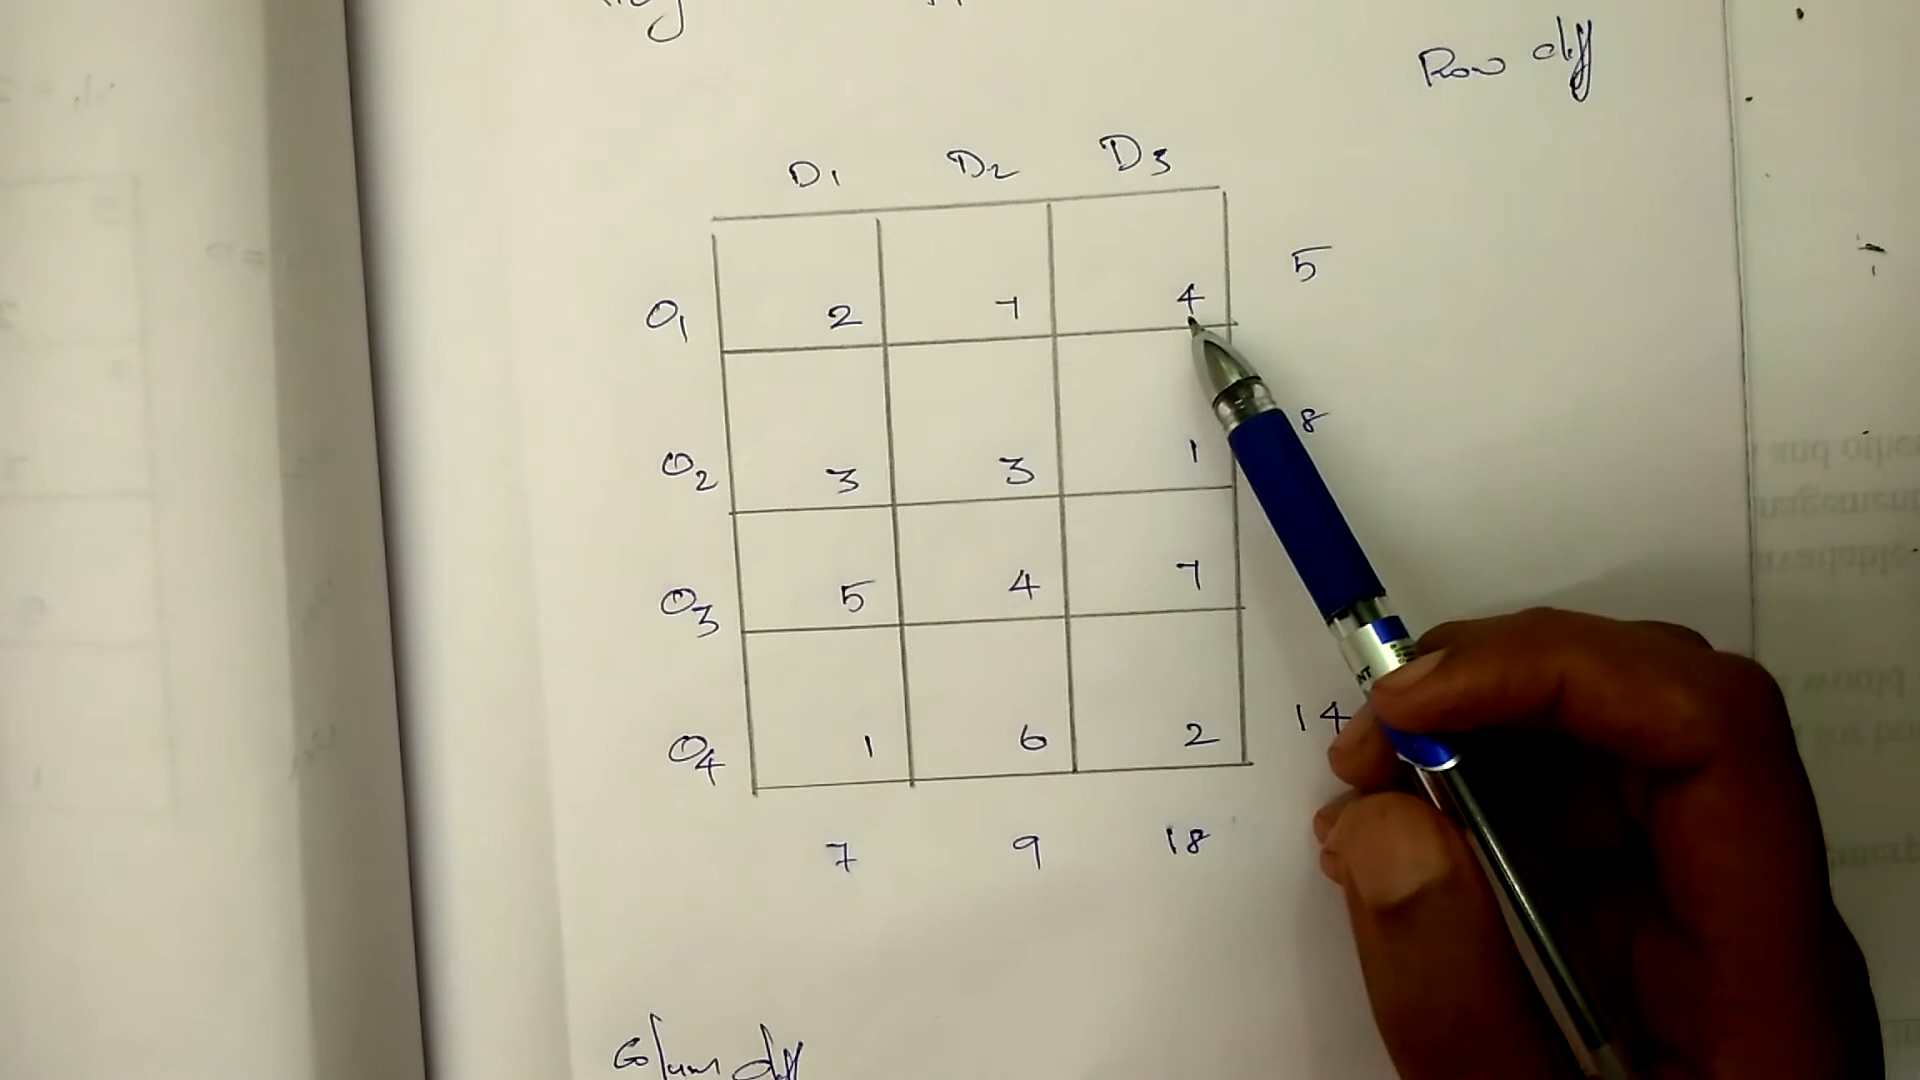 Row diff
D1 D2 D3
O1 2 7 4 5
O2 3 3 1 8
O3 5 4 7
O4 1 6 2 14
7 9 18
Column diff